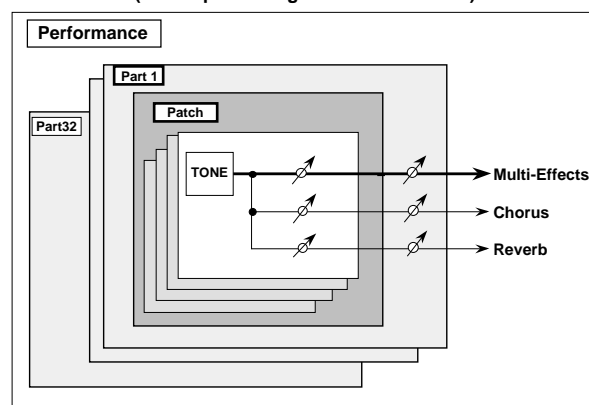 Performance
Part 1
Patch
Part32
TONE
Multi-Effects
Chorus
Reverb